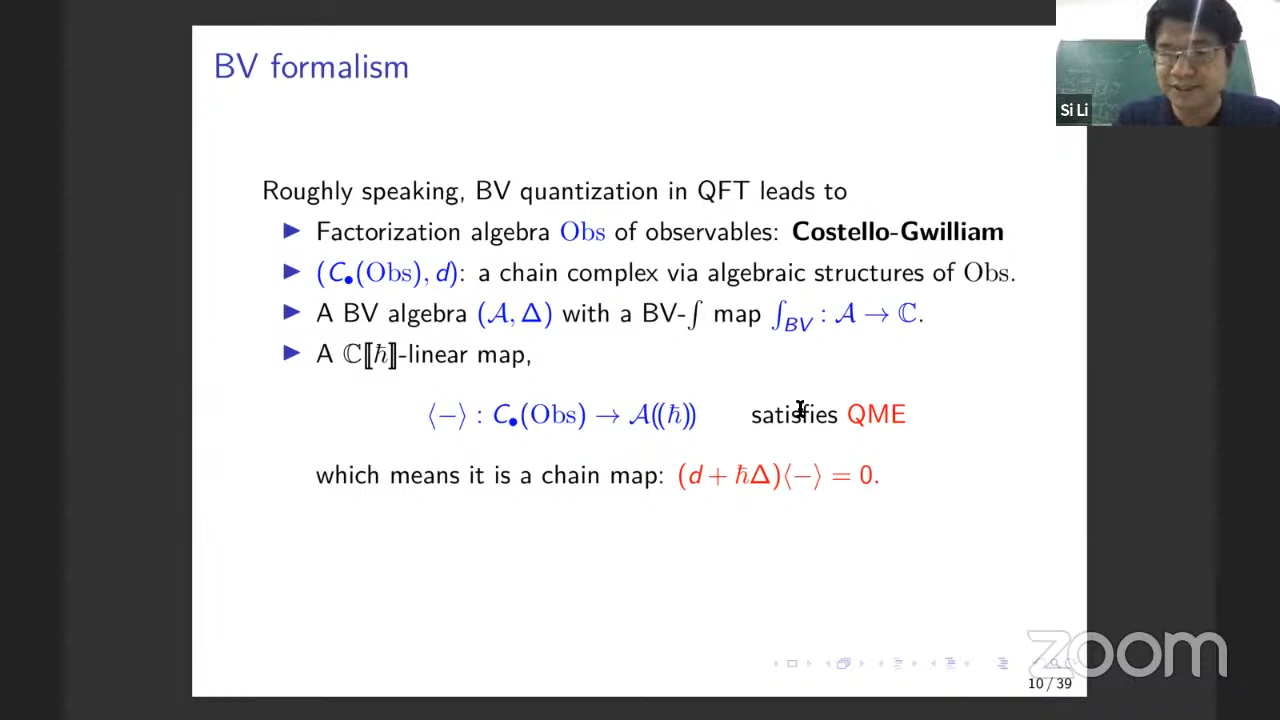 BV formalism
Si Li
Roughly speaking, BV quantization in QFT leads to
▶ Factorization algebra Obs of observables: Costello-Gwilliam
▶ (C•(Obs), d): a chain complex via algebraic structures of Obs.
▶ A BV algebra (𝒜, Δ) with a BV-∫ map ∫_BV : 𝒜 → ℂ.
▶ A ℂ⟦ħ⟧-linear map,
⟨−⟩ : C•(Obs) → 𝒜((ħ)) satisfies QME
which means it is a chain map: (d + ħΔ)⟨−⟩ = 0.
zoom
10 / 39